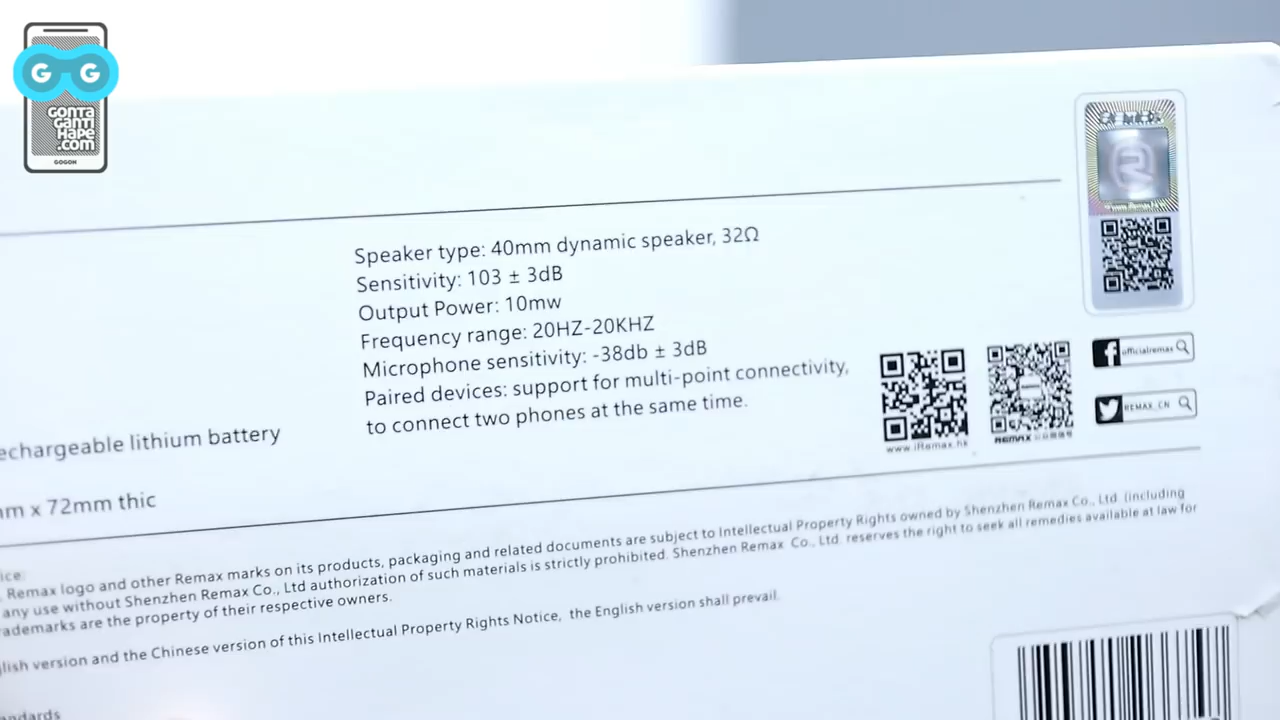 G G
GONTA
GANTI
HAPE
.COM
GOGOH
Speaker type: 40mm dynamic speaker, 32Ω
Sensitivity: 103 ± 3dB
Output Power: 10mw
Frequency range: 20HZ-20KHZ
Microphone sensitivity: -38db ± 3dB
Paired devices: support for multi-point connectivity,
to connect two phones at the same time.
echargeable lithium battery
mm x 72mm thic
officialremax
REMAX_CN
www.iRemax.hk
REMAX
ice:
Remax logo and other Remax marks on its products, packaging and related documents are subject to Intellectual Property Rights owned by Shenzhen Remax Co., Ltd (including
any use without Shenzhen Remax Co., Ltd authorization of such materials is strictly prohibited. Shenzhen Remax Co., Ltd. reserves the right to seek all remedies available at law for
ademarks are the property of their respective owners.
glish version and the Chinese version of this Intellectual Property Rights Notice, the English version shall prevail.
andards